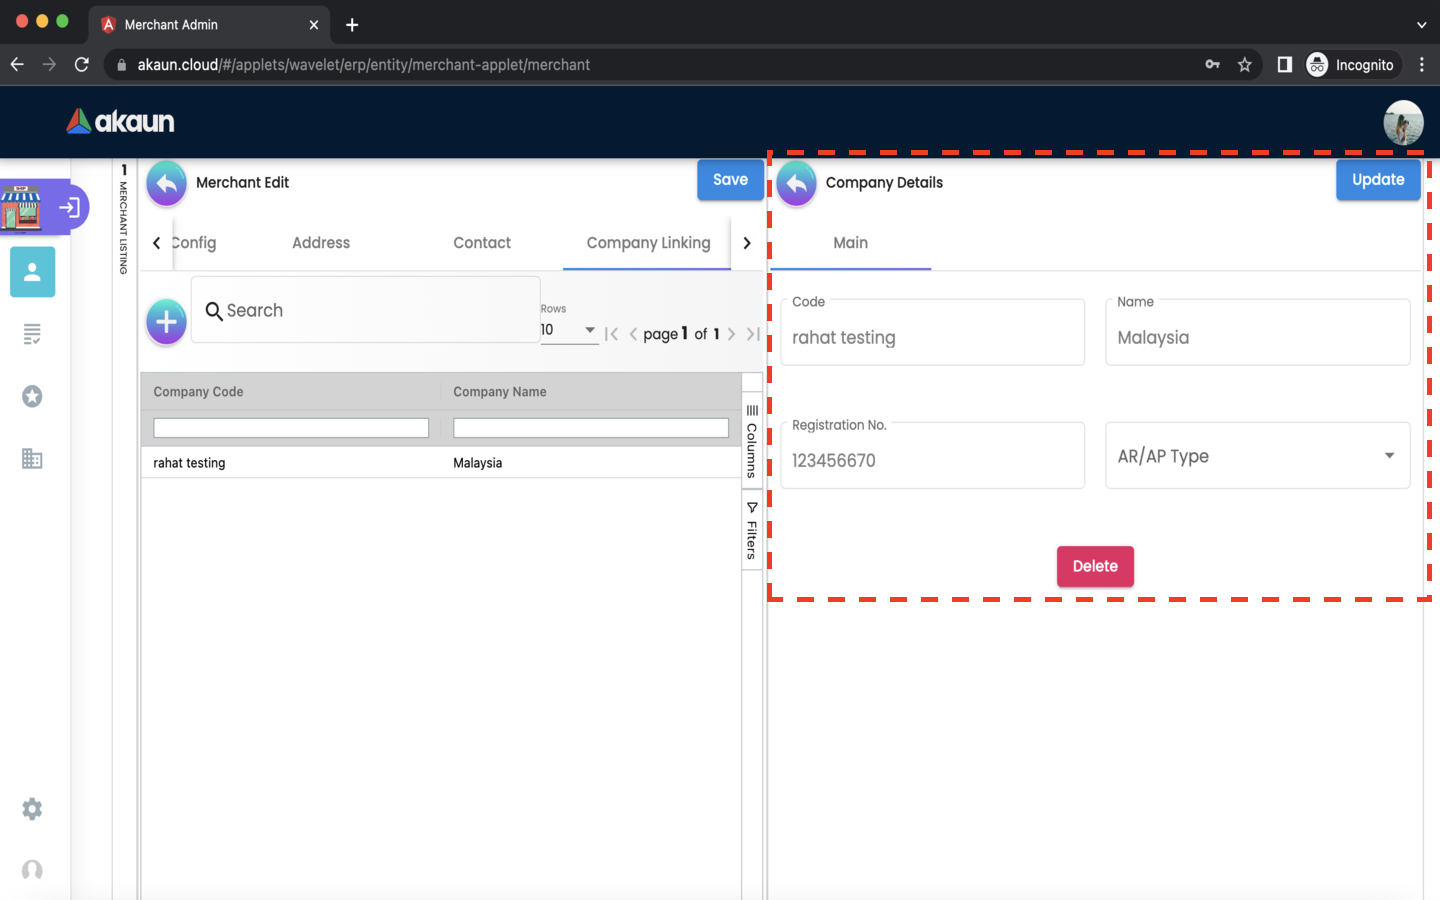 Merchant Admin
akaun.cloud/#/applets/wavelet/erp/entity/merchant-applet/merchant
Incognito
akaun
SHOP
1 MERCHANT LISTING
Merchant Edit
Save
Config
Address
Contact
Company Linking
Search
Rows
10
page 1 of 1
Company Code
Company Name
rahat testing
Malaysia
Columns
Filters
Company Details
Update
Main
Code
rahat testing
Name
Malaysia
Registration No.
123456670
AR/AP Type
Delete